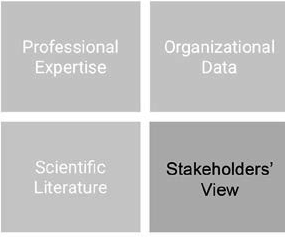 Professional
Expertise
Organizational
Data
Scientific
Literature
Stakeholders'
View